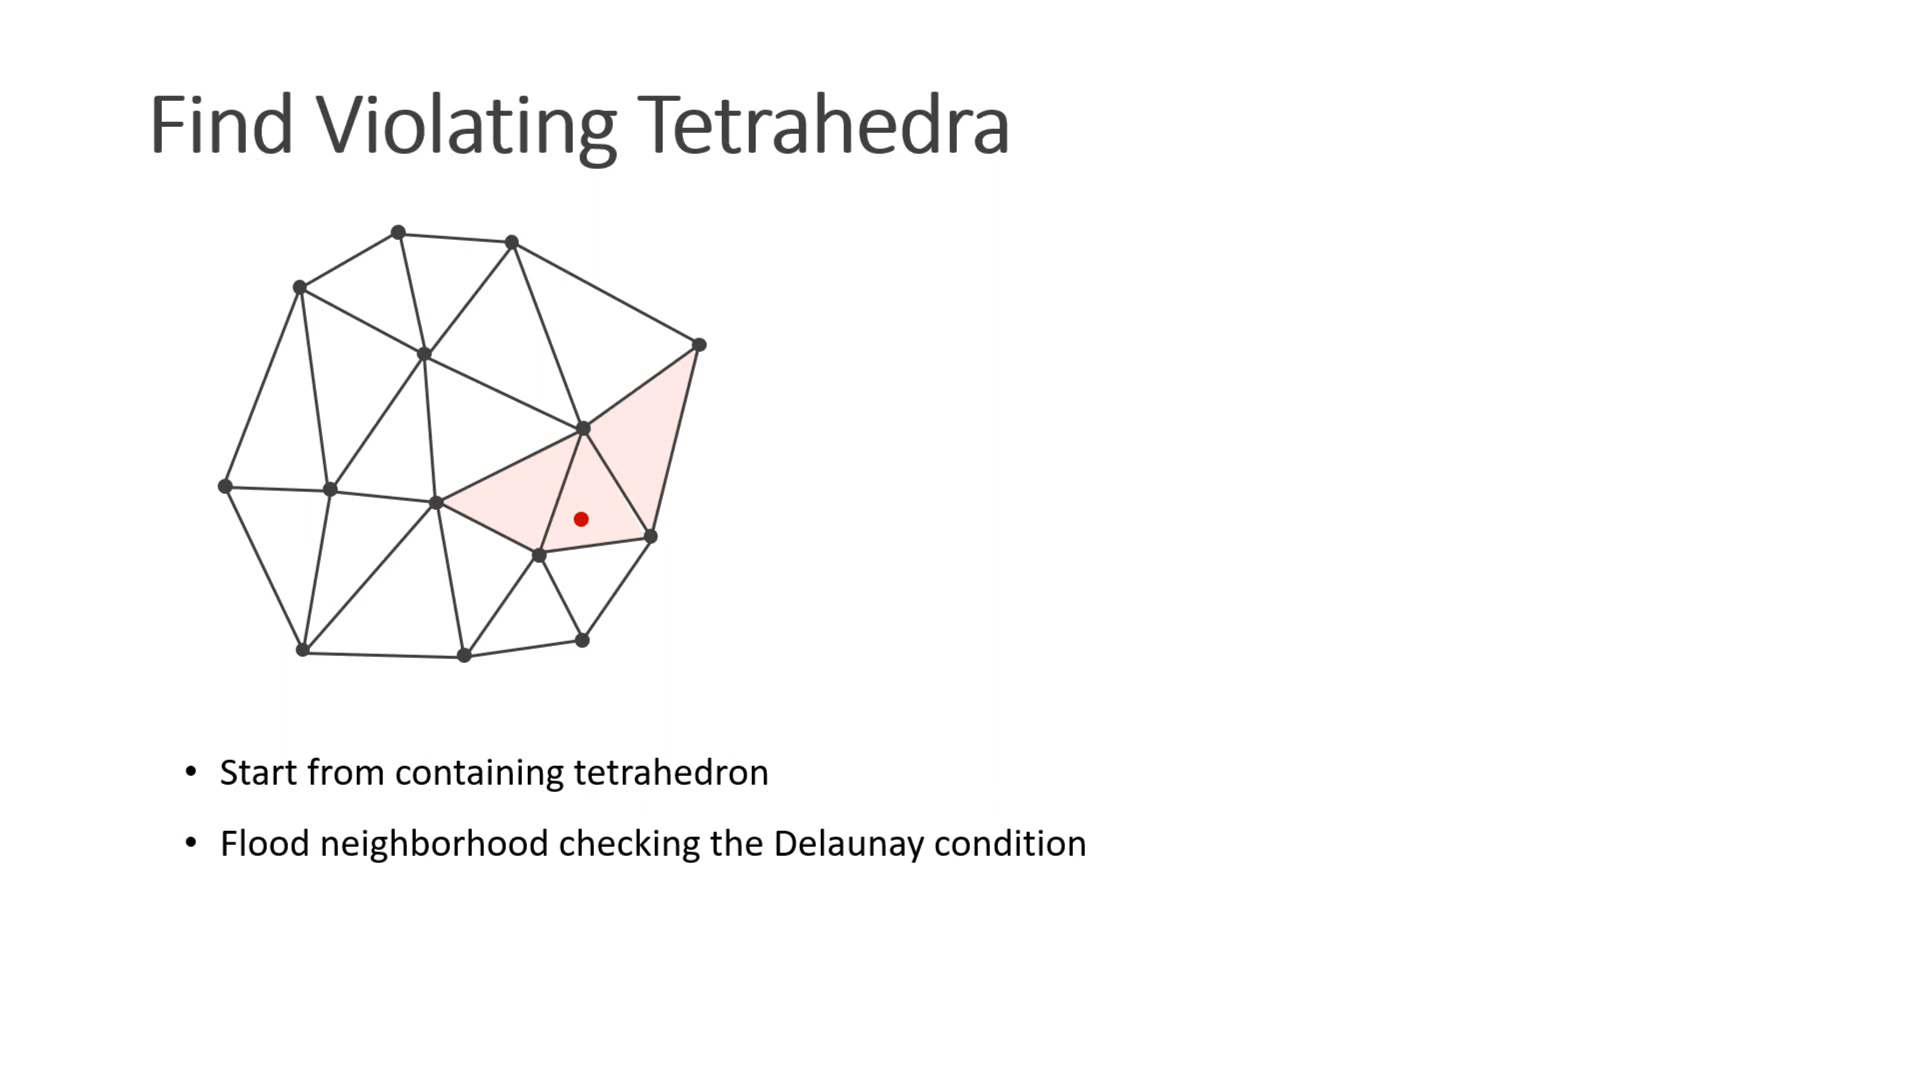 Find Violating Tetrahedra
• Start from containing tetrahedron
• Flood neighborhood checking the Delaunay condition